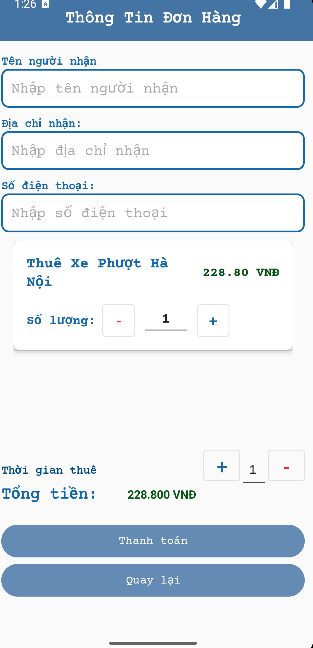 1:26
Thông Tin Đơn Hàng
Tên người nhận
Nhập tên người nhận
Địa chỉ nhận:
Nhập địa chỉ nhận
Số điện thoại:
Nhập số điện thoại
Thuê Xe Phượt Hà
Nội
228.80 VNĐ
Số lượng: - 1 +
Thời gian thuê + 1 -
Tổng tiền: 228.800 VNĐ
Thanh toán
Quay lại